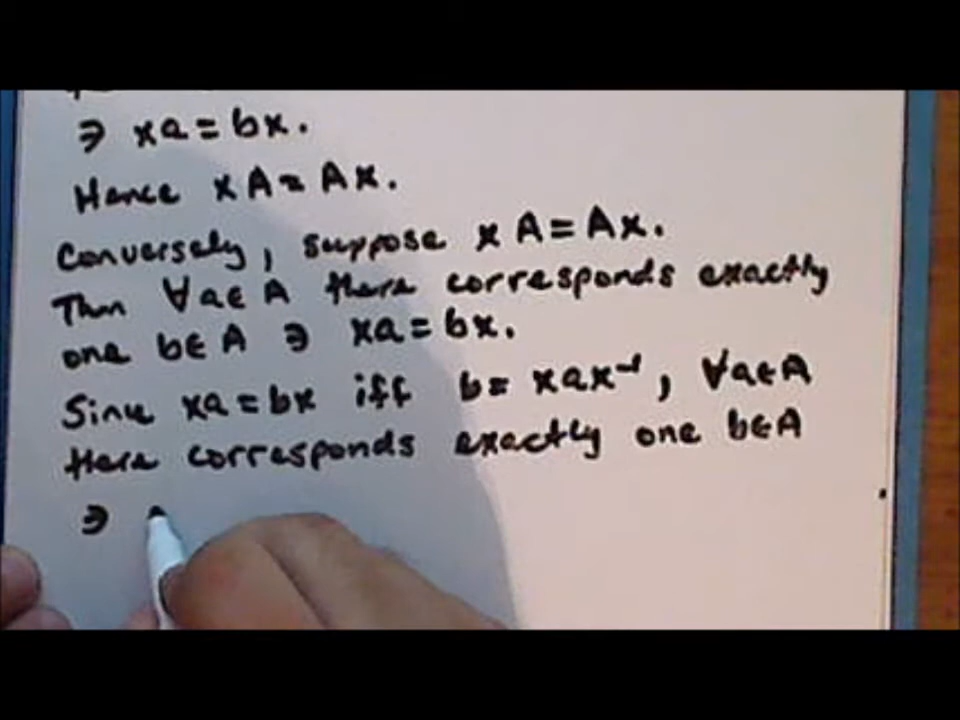 ∋ xa = bx.
Hence xA = Ax.
Conversely, suppose xA = Ax.
Then ∀a∈A there corresponds exactly
one b∈A ∋ xa = bx.
Since xa = bx iff b = xax⁻¹, ∀a∈A
there corresponds exactly one b∈A
∋